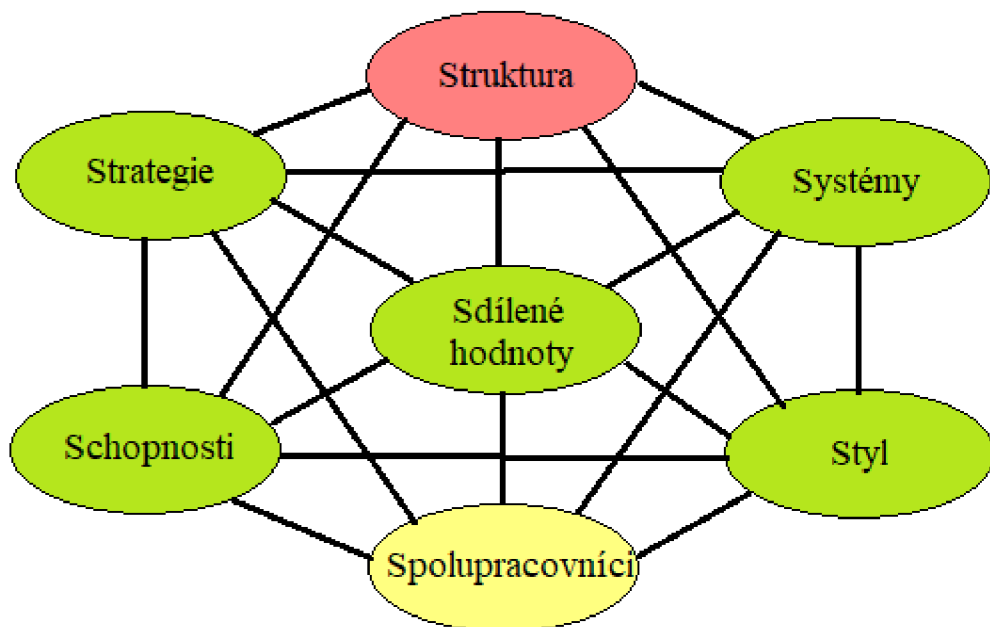 Struktura
Strategie
Systémy
Sdílené
hodnoty
Schopnosti
Styl
Spolupracovníci